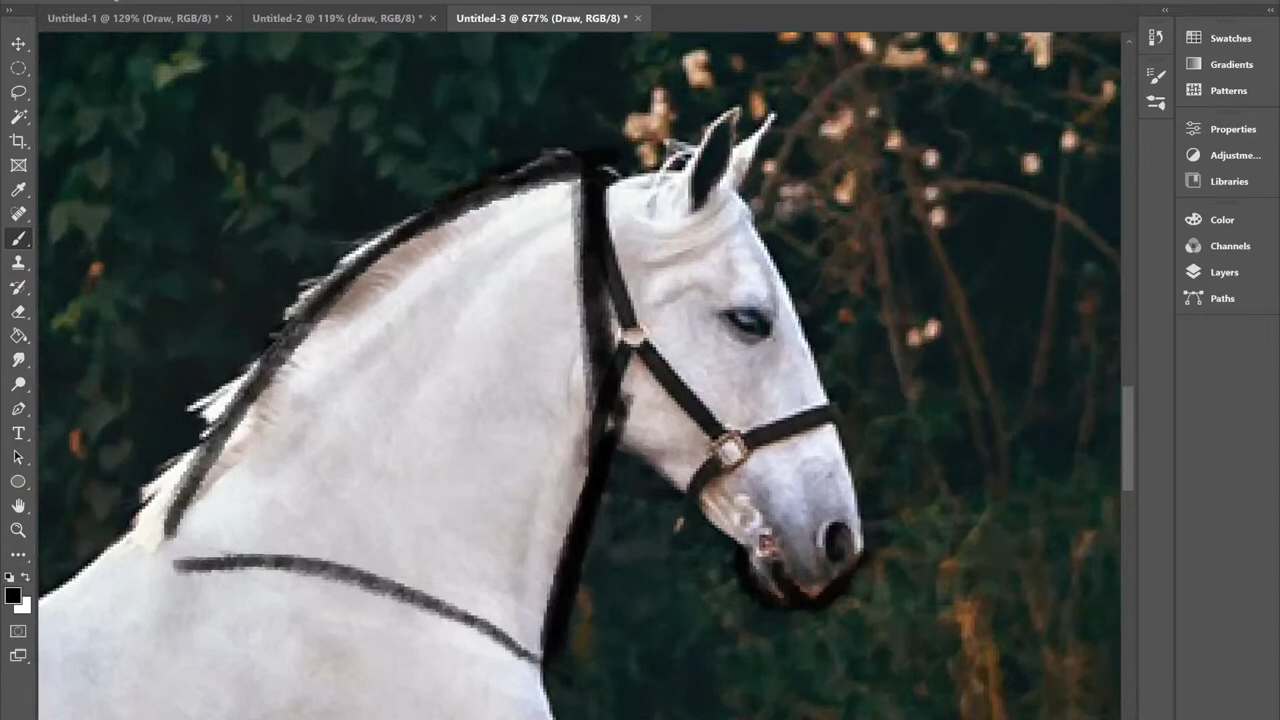 Untitled-1 @ 129% (Draw, RGB/8) *
Untitled-2 @ 119% (draw, RGB/8) *
Untitled-3 @ 677% (Draw, RGB/8) *
Swatches
Gradients
Patterns
Properties
Adjustme...
Libraries
Color
Channels
Layers
Paths